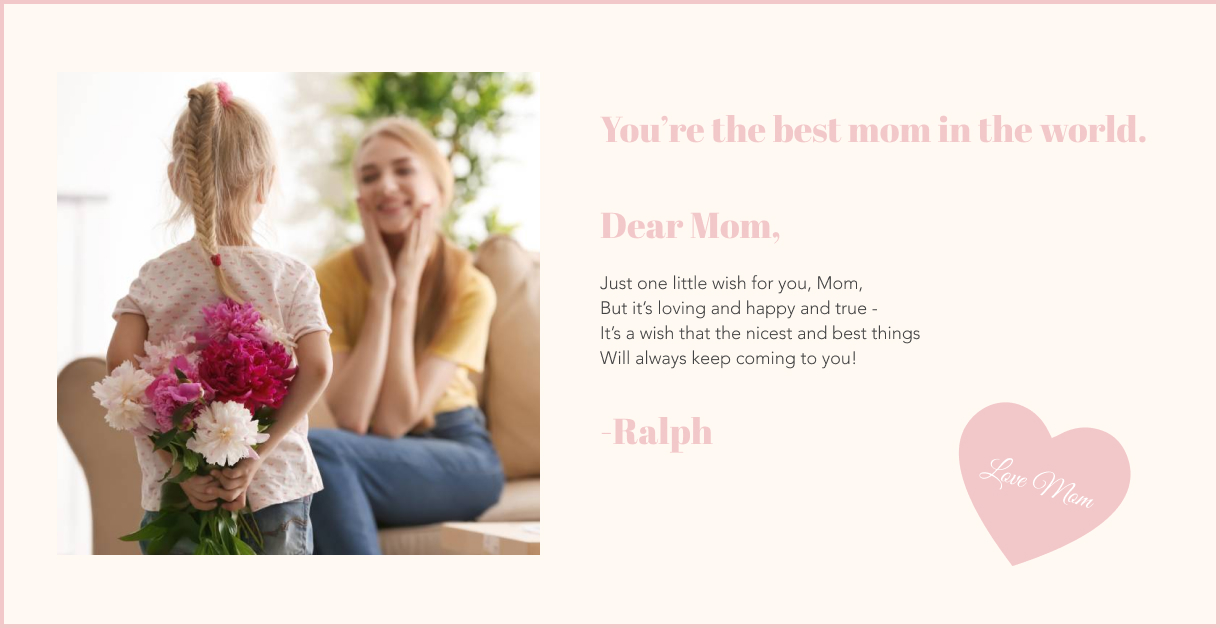 You’re the best mom in the world.
Dear Mom,
Just one little wish for you, Mom,
But it’s loving and happy and true -
It’s a wish that the nicest and best things
Will always keep coming to you!
-Ralph
Love Mom